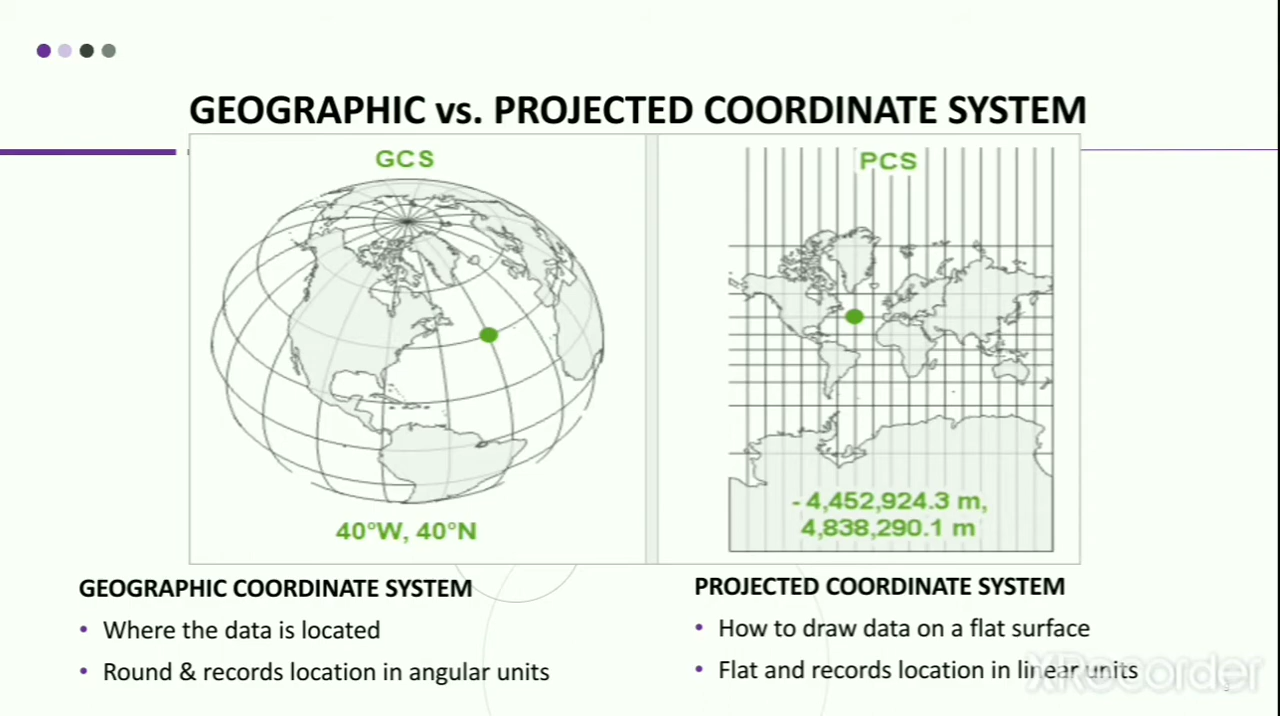 GEOGRAPHIC vs. PROJECTED COORDINATE SYSTEM
GCS
40°W, 40°N
PCS
- 4,452,924.3 m,
4,838,290.1 m
GEOGRAPHIC COORDINATE SYSTEM
• Where the data is located
• Round & records location in angular units
PROJECTED COORDINATE SYSTEM
• How to draw data on a flat surface
• Flat and records location in linear units
XRecorder